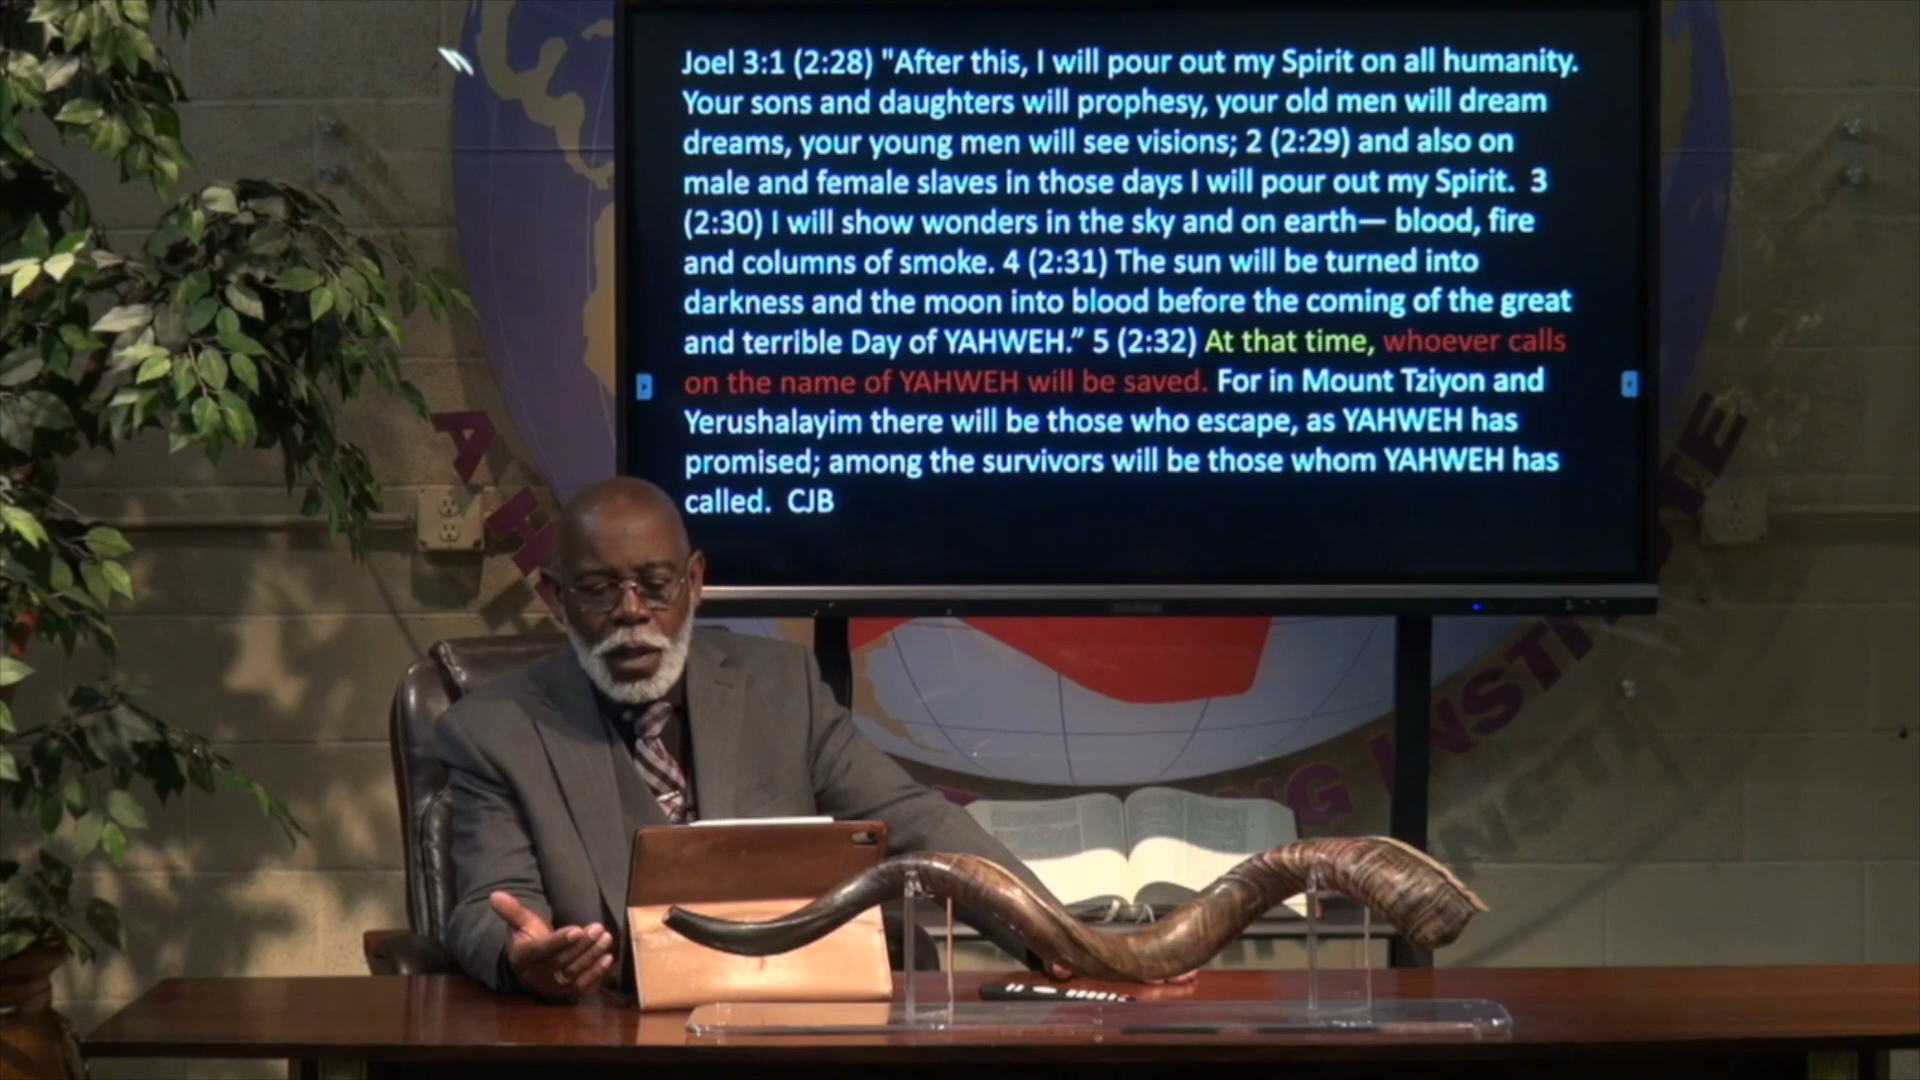 Joel 3:1 (2:28) "After this, I will pour out my Spirit on all humanity.
Your sons and daughters will prophesy, your old men will dream
dreams, your young men will see visions; 2 (2:29) and also on
male and female slaves in those days I will pour out my Spirit. 3
(2:30) I will show wonders in the sky and on earth— blood, fire
and columns of smoke. 4 (2:31) The sun will be turned into
darkness and the moon into blood before the coming of the great
and terrible Day of YAHWEH.” 5 (2:32) At that time, whoever calls
on the name of YAHWEH will be saved. For in Mount Tziyon and
Yerushalayim there will be those who escape, as YAHWEH has
promised; among the survivors will be those whom YAHWEH has
called. CJB